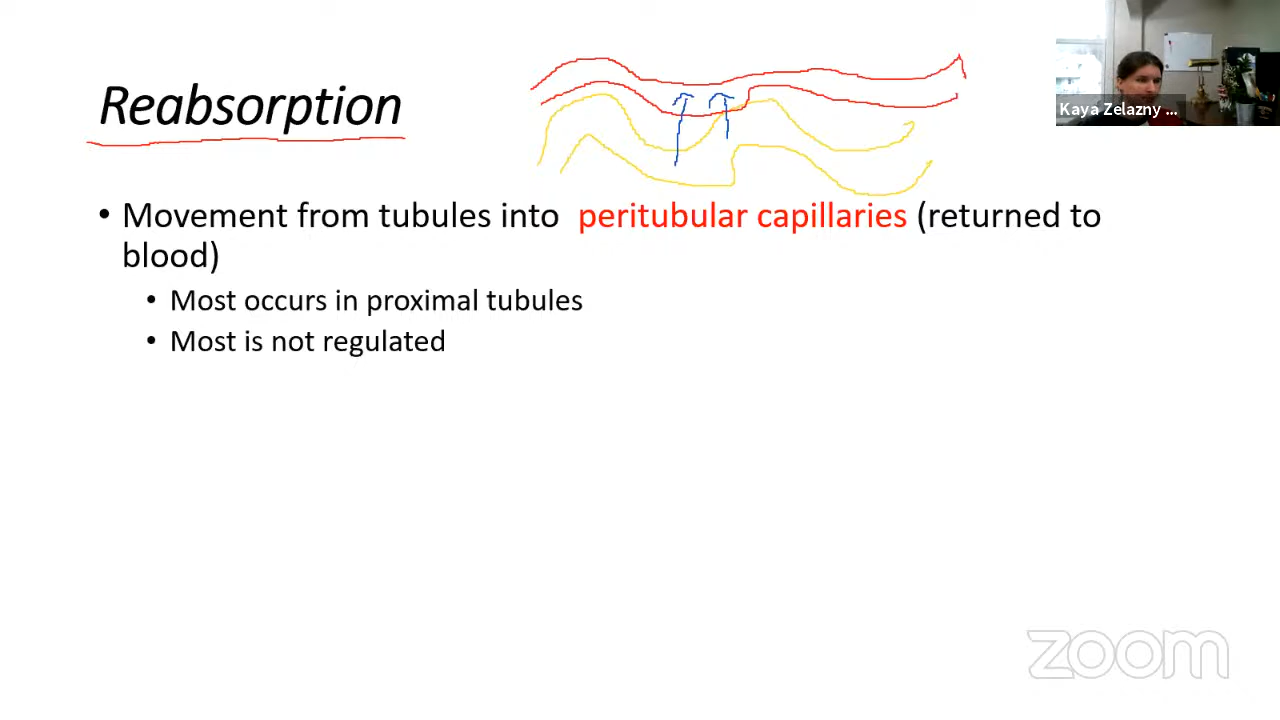 Reabsorption
Kaya Zelazny ...
• Movement from tubules into peritubular capillaries (returned to
blood)
• Most occurs in proximal tubules
• Most is not regulated
zoom